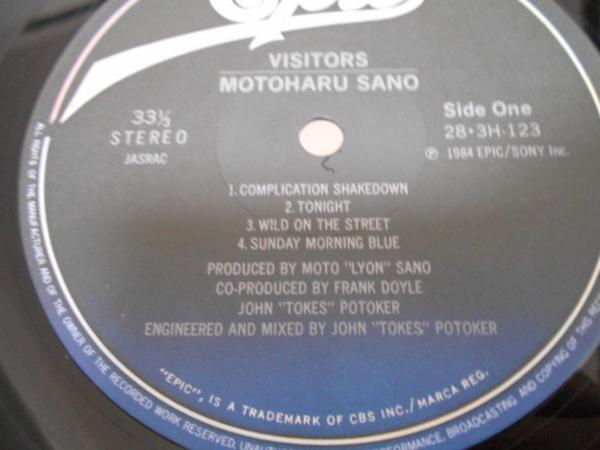 Epic
VISITORS
MOTOHARU SANO
33⅓
STEREO
JASRAC
Side One
28・3H-123
Ⓟ 1984 EPIC/SONY Inc.
1. COMPLICATION SHAKEDOWN
2. TONIGHT
3. WILD ON THE STREET
4. SUNDAY MORNING BLUE
PRODUCED BY MOTO "LYON" SANO
CO-PRODUCED BY FRANK DOYLE
JOHN "TOKES" POTOKER
ENGINEERED AND MIXED BY JOHN "TOKES" POTOKER
"EPIC", IS A TRADEMARK OF CBS INC./MARCA REG.
ALL RIGHTS OF THE MANUFACTURER AND OF THE OWNER OF THE RECORDED WORK RESERVED. PERFORMANCE, BROADCASTING AND COPYING OF THIS